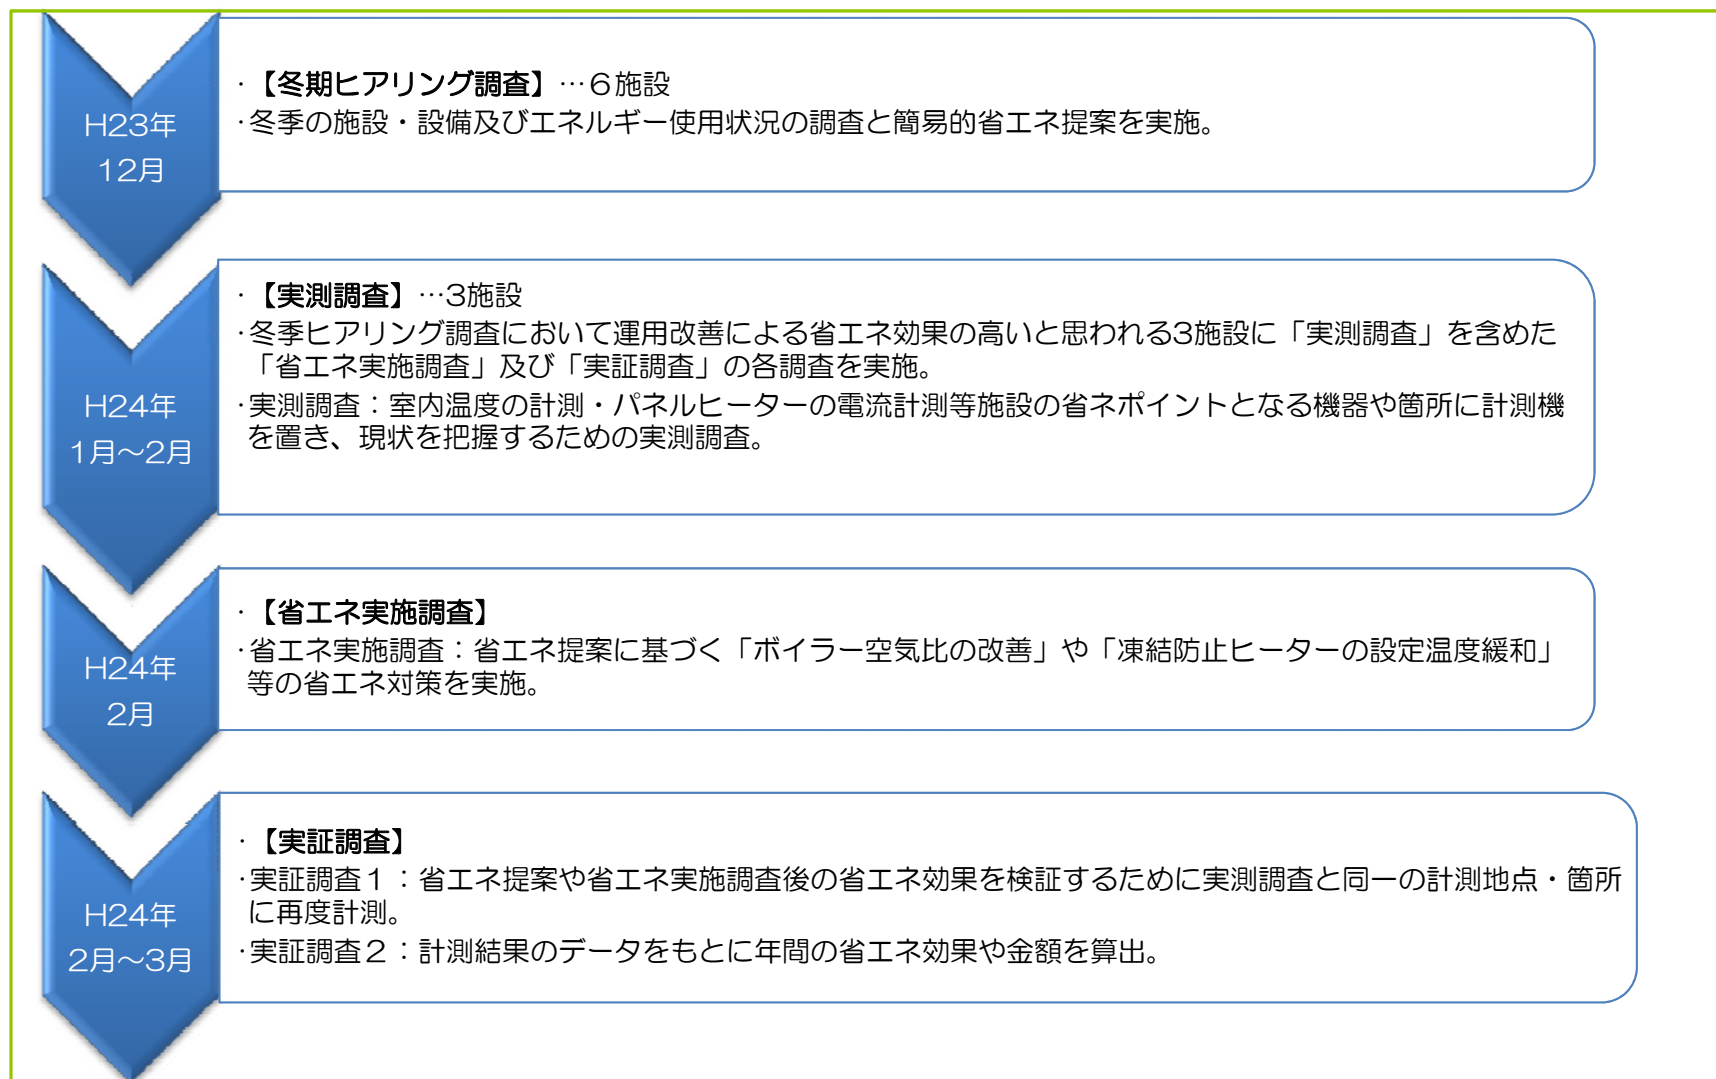 H23年
12月
・【冬期ヒアリング調査】…6施設
・冬季の施設・設備及びエネルギー使用状況の調査と簡易的省エネ提案を実施。
H24年
1月～2月
・【実測調査】…3施設
・冬季ヒアリング調査において運用改善による省エネ効果の高いと思われる3施設に「実測調査」を含めた
「省エネ実施調査」及び「実証調査」の各調査を実施。
・実測調査：室内温度の計測・パネルヒーターの電流計測等施設の省ネポイントとなる機器や箇所に計測機
を置き、現状を把握するための実測調査。
H24年
2月
・【省エネ実施調査】
・省エネ実施調査：省エネ提案に基づく「ボイラー空気比の改善」や「凍結防止ヒーターの設定温度緩和」
等の省エネ対策を実施。
H24年
2月～3月
・【実証調査】
・実証調査１：省エネ提案や省エネ実施調査後の省エネ効果を検証するために実測調査と同一の計測地点・箇所
に再度計測。
・実証調査２：計測結果のデータをもとに年間の省エネ効果や金額を算出。